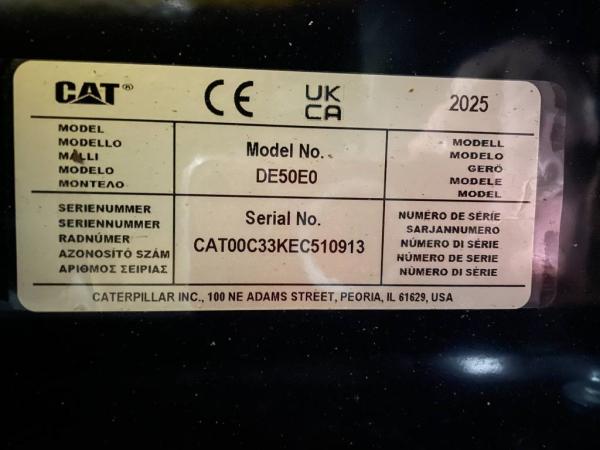 CAT® CE UK CA 2025
MODEL
MODELLO
MALLI
MODELO
ΜΟΝΤΕΛΟ
Model No.
DE50E0
MODELL
MODELO
GERÖ
MODELE
MODEL
SERIENUMMER
SERIENNUMMER
RADNÚMER
AZONOSÍTÓ SZÁM
ΑΡΙΘΜΟΣ ΣΕΙΡΙΑΣ
Serial No.
CAT00C33KEC510913
NUMÉRO DE SÉRIE
SARJANNUMERO
NÚMERO DI SÉRIE
NÚMERO DE SERIE
NÚMERO DI SÉRIE
CATERPILLAR INC., 100 NE ADAMS STREET, PEORIA, IL 61629, USA